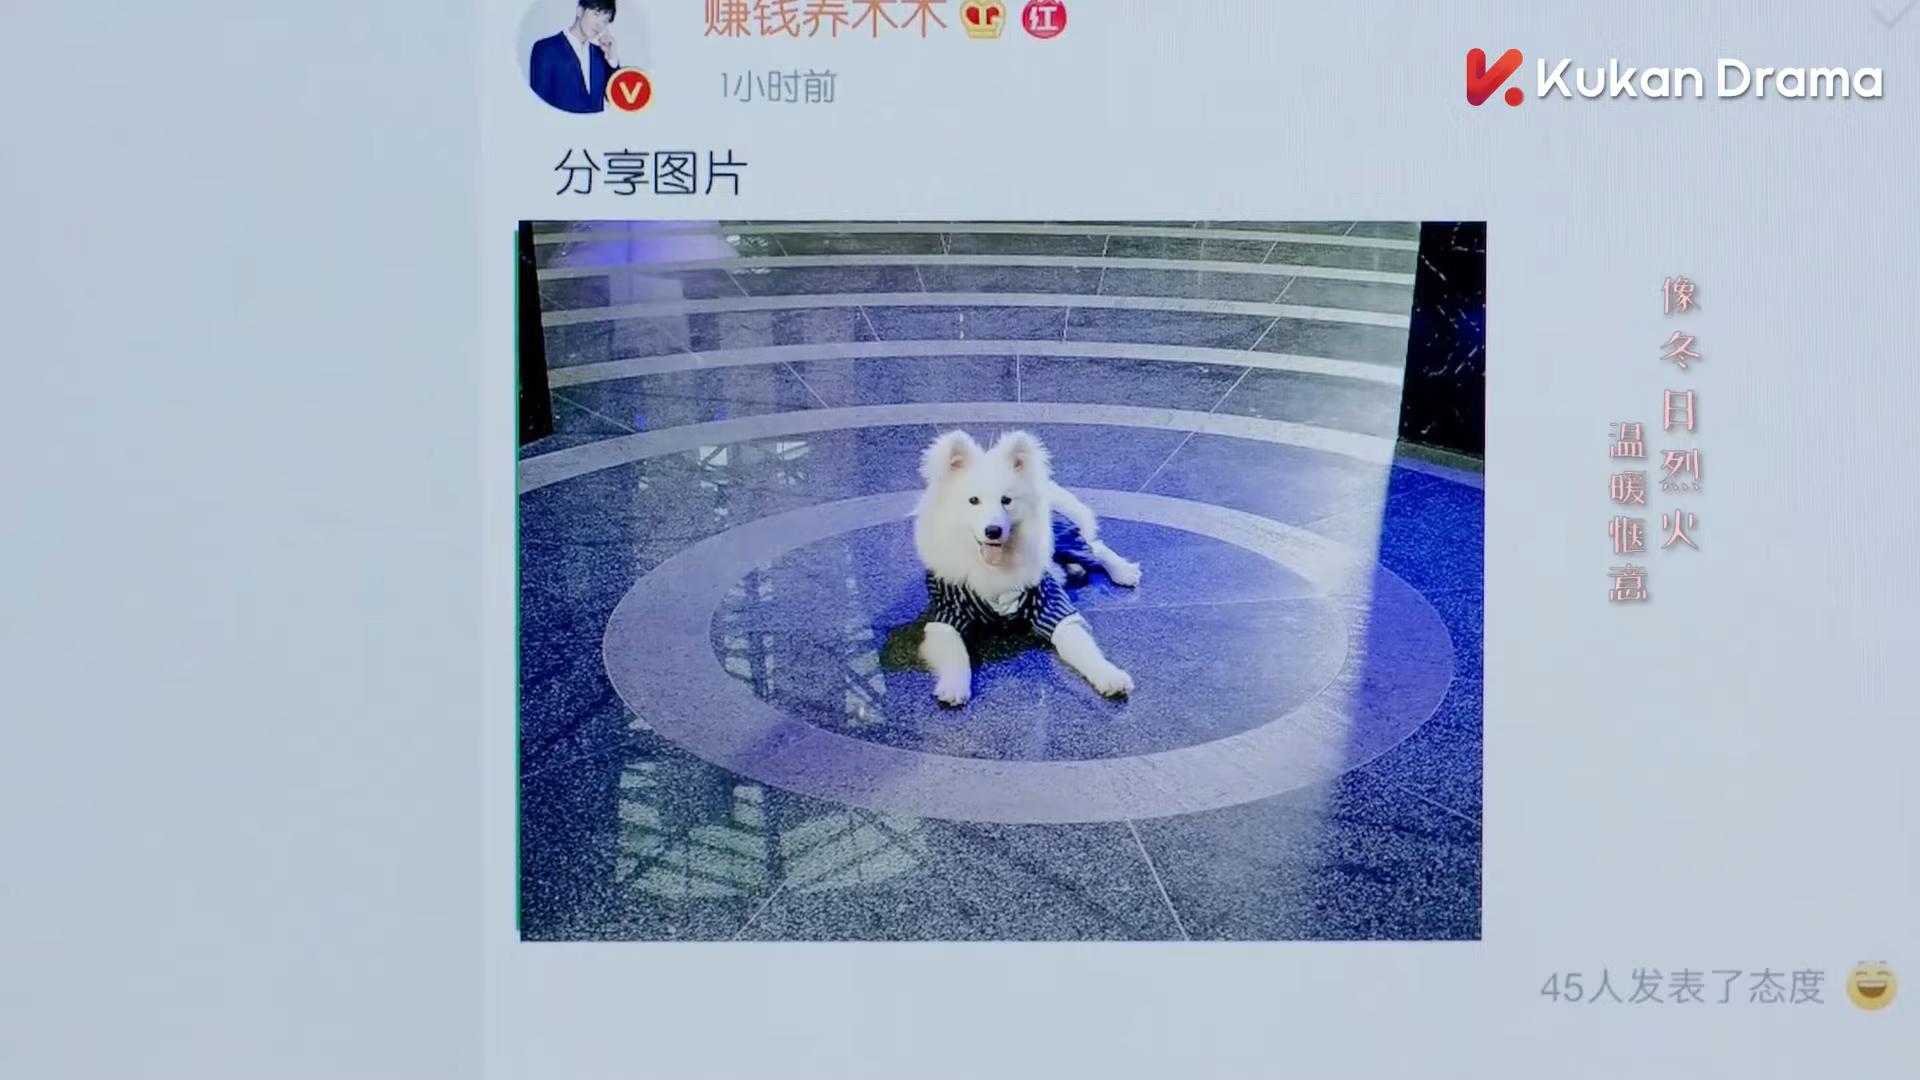 赚钱养木木
红
1小时前
V
Kukan Drama
分享图片
像冬日烈火
温暖惬意
45人发表了态度